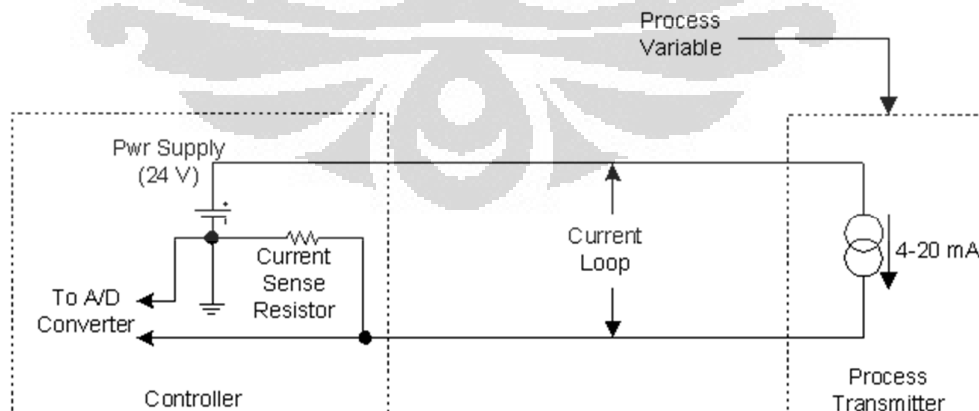 Process
Variable
Pwr Supply
(24 V)
Current
Loop
4-20 mA
Current
Sense
Resistor
To A/D
Converter
Controller
Process
Transmitter